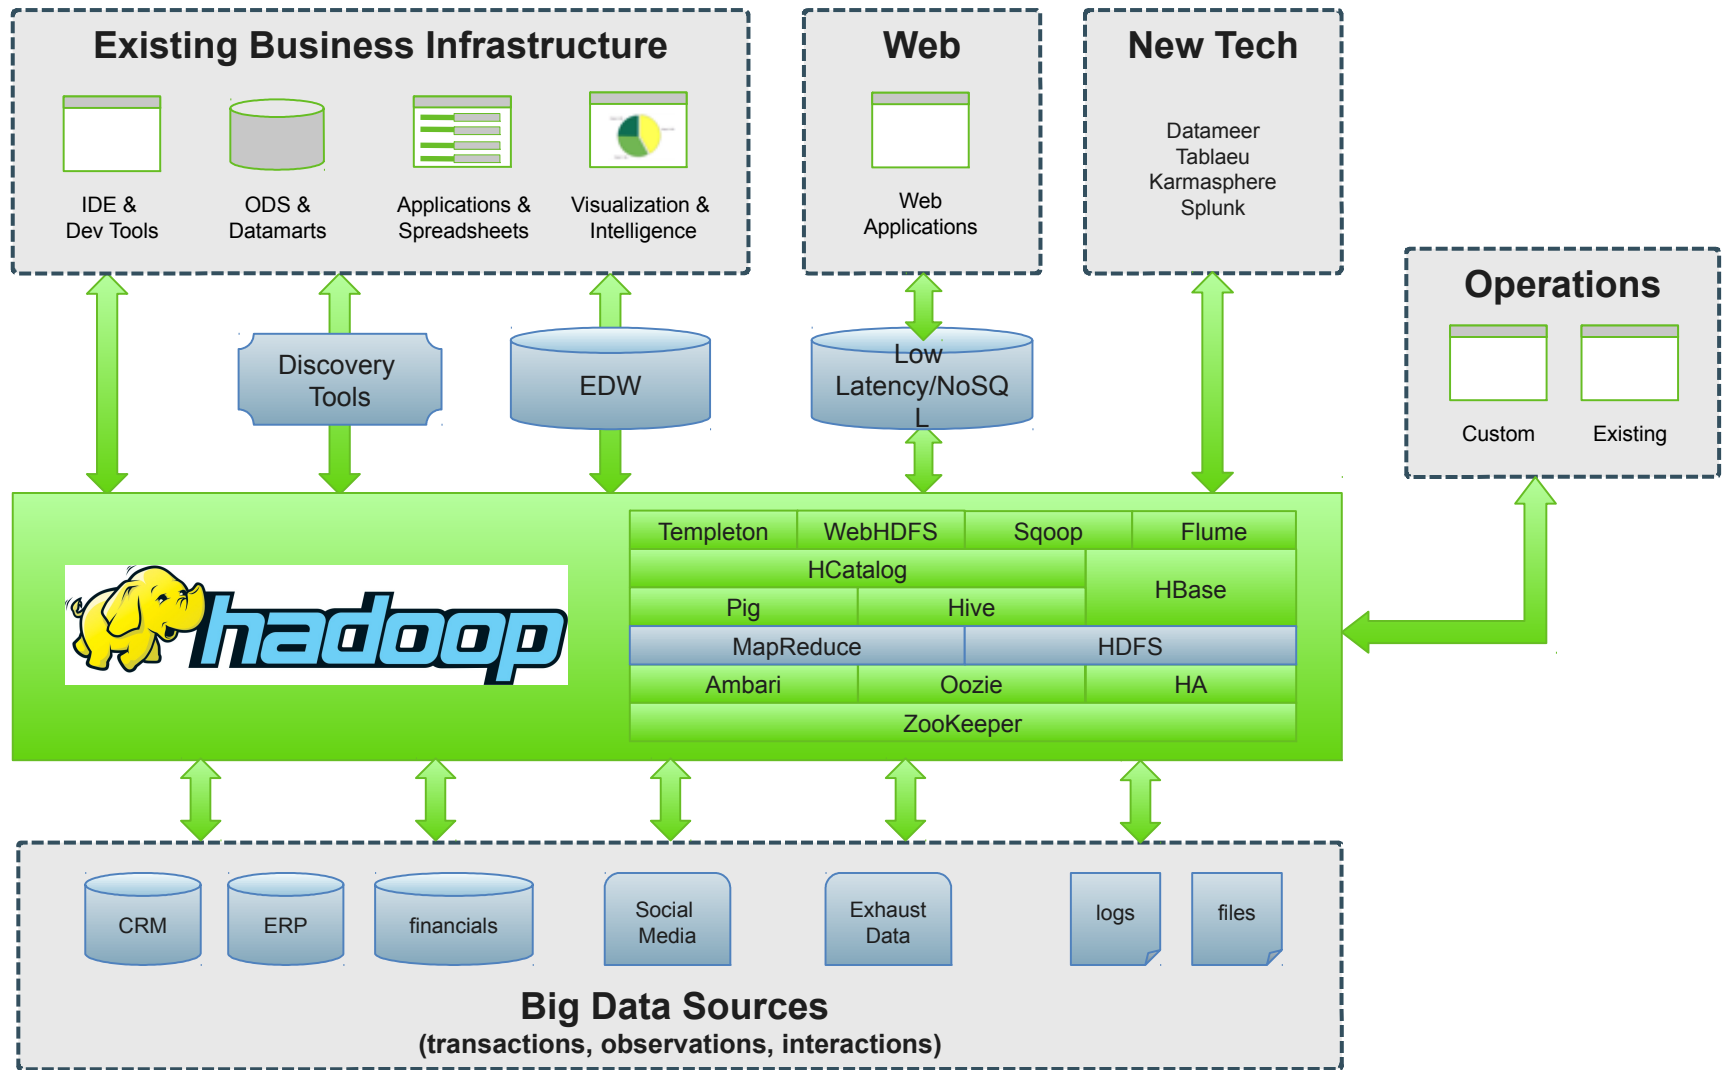 Existing Business Infrastructure
IDE &
Dev Tools
ODS &
Datamarts
Applications &
Spreadsheets
Visualization &
Intelligence
Web
Web
Applications
New Tech
Datameer
Tablaeu
Karmasphere
Splunk
Operations
Custom
Existing
Discovery
Tools
EDW
Low
Latency/NoSQ
L
hadoop
Templeton
WebHDFS
Sqoop
Flume
HCatalog
HBase
Pig
Hive
MapReduce
HDFS
Ambari
Oozie
HA
ZooKeeper
CRM
ERP
financials
Social
Media
Exhaust
Data
logs
files
Big Data Sources
(transactions, observations, interactions)